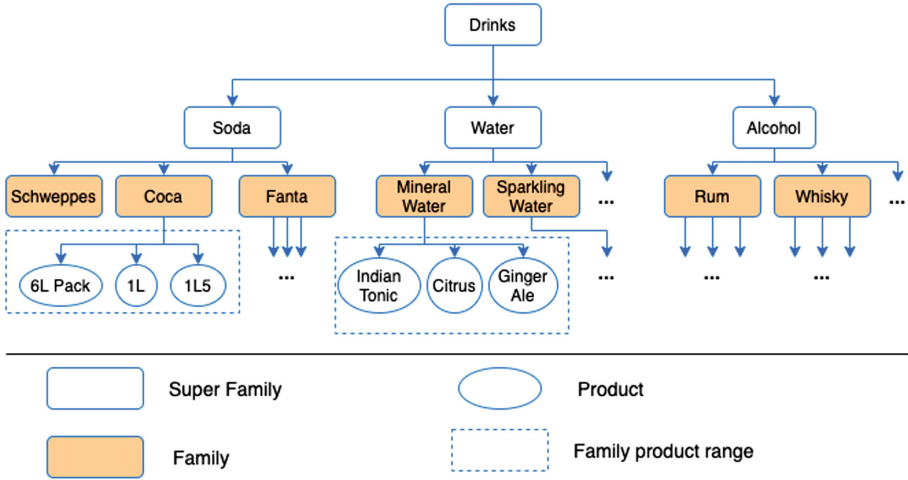 Drinks
Soda
Water
Alcohol
Schweppes
Coca
Fanta
Mineral
Water
Sparkling
Water
...
Rum
Whisky
...
6L Pack
1L
1L5
...
Indian
Tonic
Citrus
Ginger
Ale
...
...
...
Super Family
Product
Family
Family product range